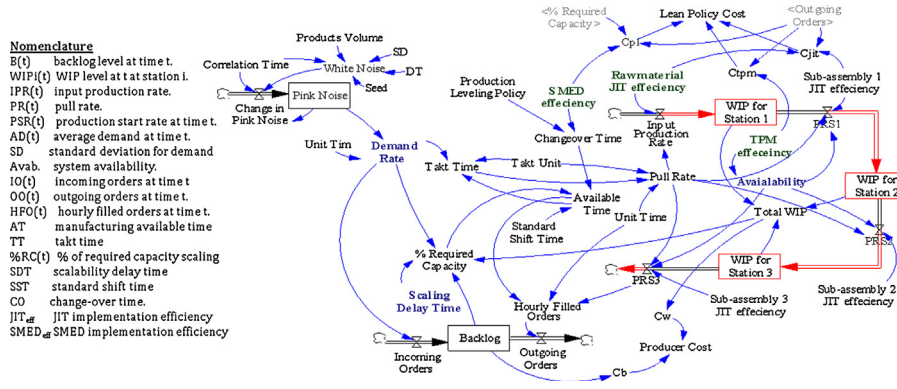 Nomenclature
B(t) backlog level at time t.
WIPi(t) WIP level at t at station i.
IPR(t) input production rate.
PR(t) pull rate.
PSR(t) production start rate at time t.
AD(t) average demand at time t.
SD standard deviation for demand
Avab. system availability.
IO(t) incoming orders at time t
OO(t) outgoing orders at time t.
HFO(t) hourly filled orders at time t.
AT manufacturing available time
TT takt time
%RC(t) % of required capacity scaling
SDT scalability delay time
SST standard shift time
CO change-over time.
JITeff JIT implementation efficiency
SMEDeff SMED implementation efficiency
Products Volume
SD
Correlation Time
White Noise
DT
Seed
Pink Noise
Change in
Pink Noise
Unit Tim
Demand
Rate
Production
Leveling Policy
<% Required
Capacity>
Lean Policy Cost
<Outgoing
Orders>
Cpl
Cjit
Ctpm
SMED
effeciency
Rawmaterial
JIT effeciency
Sub-assembly 1
JIT effeciency
WIP for
Station 1
PRS1
Input
Production
Rate
Changeover Time
TPM
effeceincy
Takt Time
Takt Unit
Pull Rate
Avaialability
WIP for
Station 2
Available
Time
Unit Time
Total WIP
Standard
Shift Time
PRS2
% Required
Capacity
WIP for
Station 3
PRS3
Sub-assembly 2
JIT effeciency
Scaling
Delay Time
Hourly Filled
Orders
Sub-assembly 3
JIT effeciency
Cw
Backlog
Incoming
Orders
Outgoing
Orders
Producer Cost
Cb